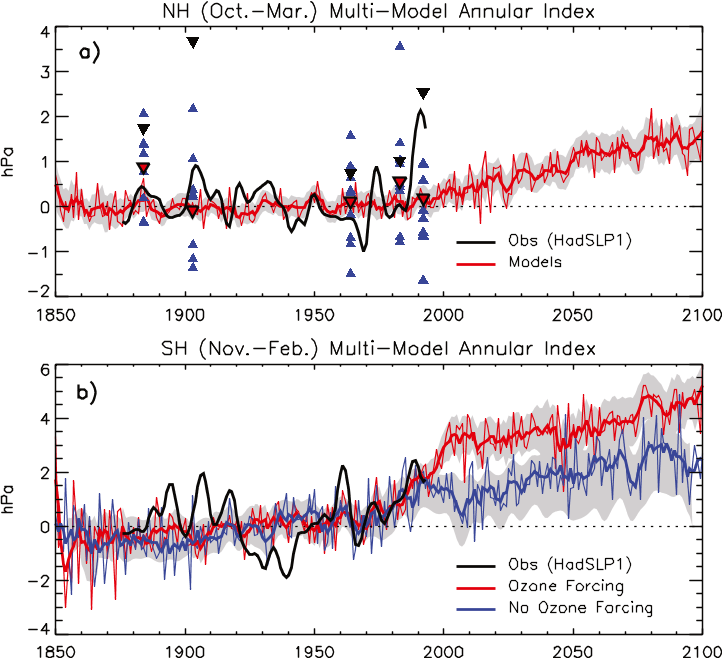 NH (Oct.-Mar.) Multi-Model Annular Index
4
3
2
1
0
-1
-2
hPa
a)
Obs (HadSLP1)
Models
1850 1900 1950 2000 2050 2100
SH (Nov.-Feb.) Multi-Model Annular Index
6
4
2
0
-2
-4
hPa
b)
Obs (HadSLP1)
Ozone Forcing
No Ozone Forcing
1850 1900 1950 2000 2050 2100